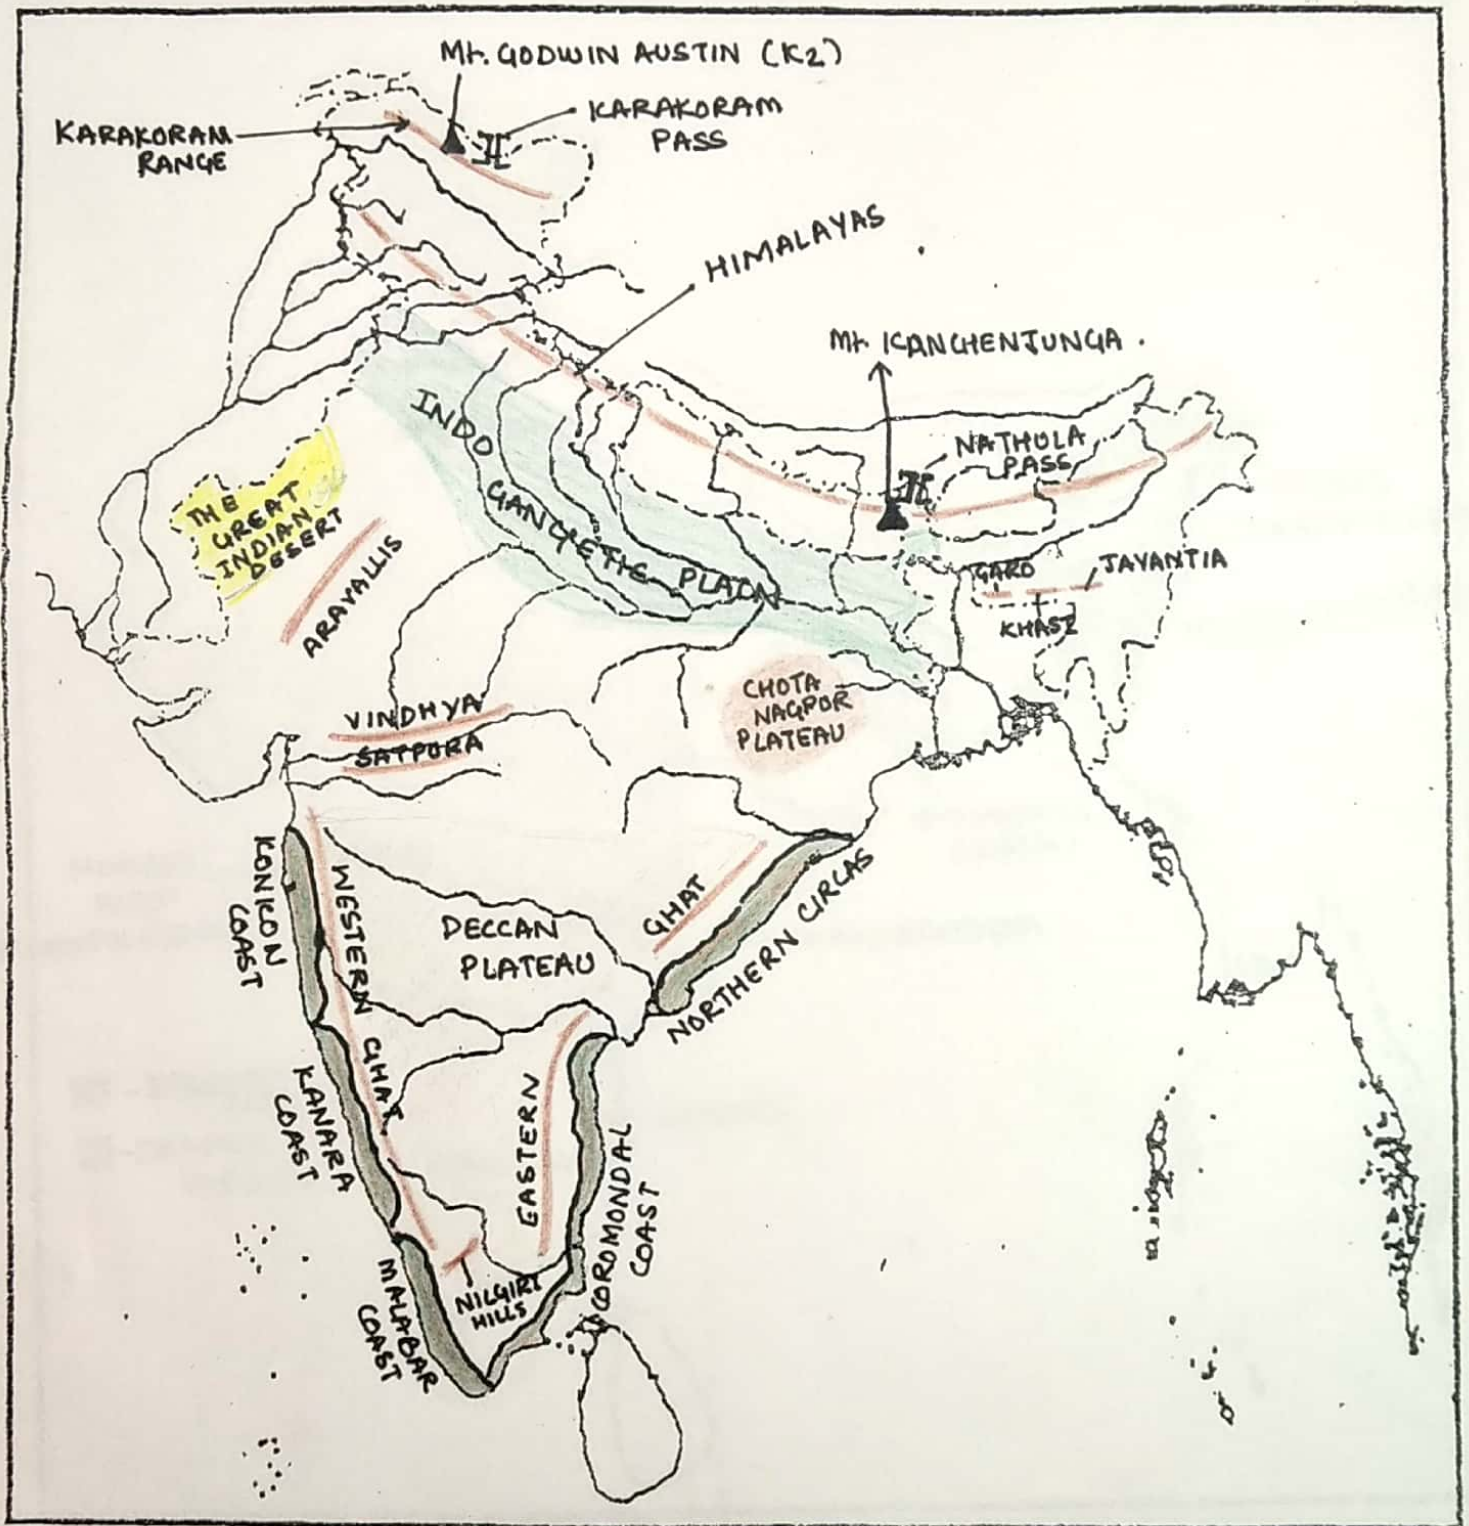 Mt. GODWIN AUSTIN (K2)
KARAKORAM
PASS
KARAKORAM
RANGE
HIMALAYAS
Mt. KANCHENJUNGA.
NATHULA
PASS
INDO
GANGETIC PLAIN
THE
GREAT
INDIAN
DESERT
ARAVALLIS
GARO
JAYANTIA
KHASI
VINDHYA
SATPURA
CHOTA
NAGPUR
PLATEAU
KONKON
COAST
WESTERN GHAT
DECCAN
PLATEAU
GHAT
NORTHERN CIRCAS
KANARA
COAST
EASTERN
COROMONDAL
COAST
MALABAR
COAST
NILGIRI
HILLS